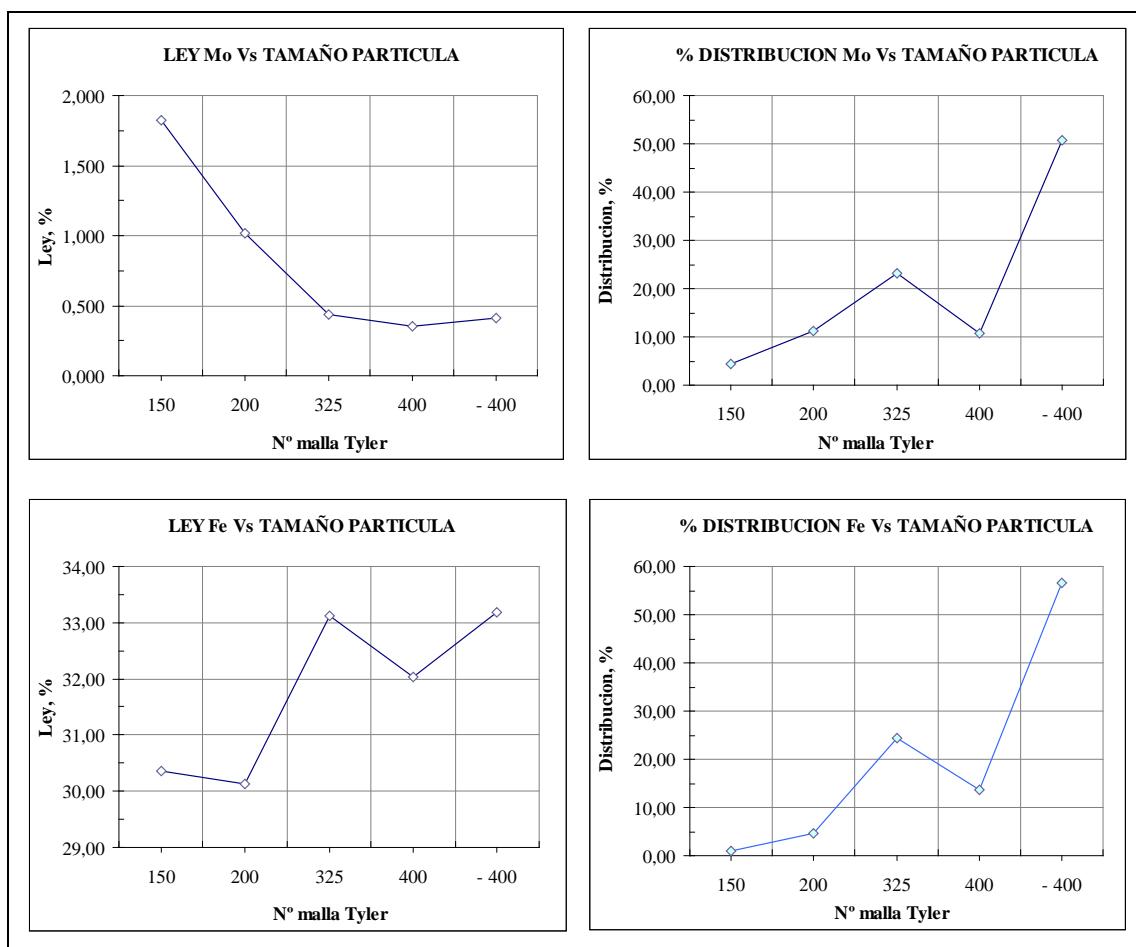 LEY Mo Vs TAMAÑO PARTICULA
2,000
1,500
1,000
0,500
0,000
Ley, %
150 200 325 400 - 400
Nº malla Tyler
% DISTRIBUCION Mo Vs TAMAÑO PARTICULA
60,00
50,00
40,00
30,00
20,00
10,00
0,00
Distribucion, %
150 200 325 400 - 400
Nº malla Tyler
LEY Fe Vs TAMAÑO PARTICULA
34,00
33,00
32,00
31,00
30,00
29,00
Ley, %
150 200 325 400 - 400
Nº malla Tyler
% DISTRIBUCION Fe Vs TAMAÑO PARTICULA
60,00
50,00
40,00
30,00
20,00
10,00
0,00
Distribucion, %
150 200 325 400 - 400
Nº malla Tyler